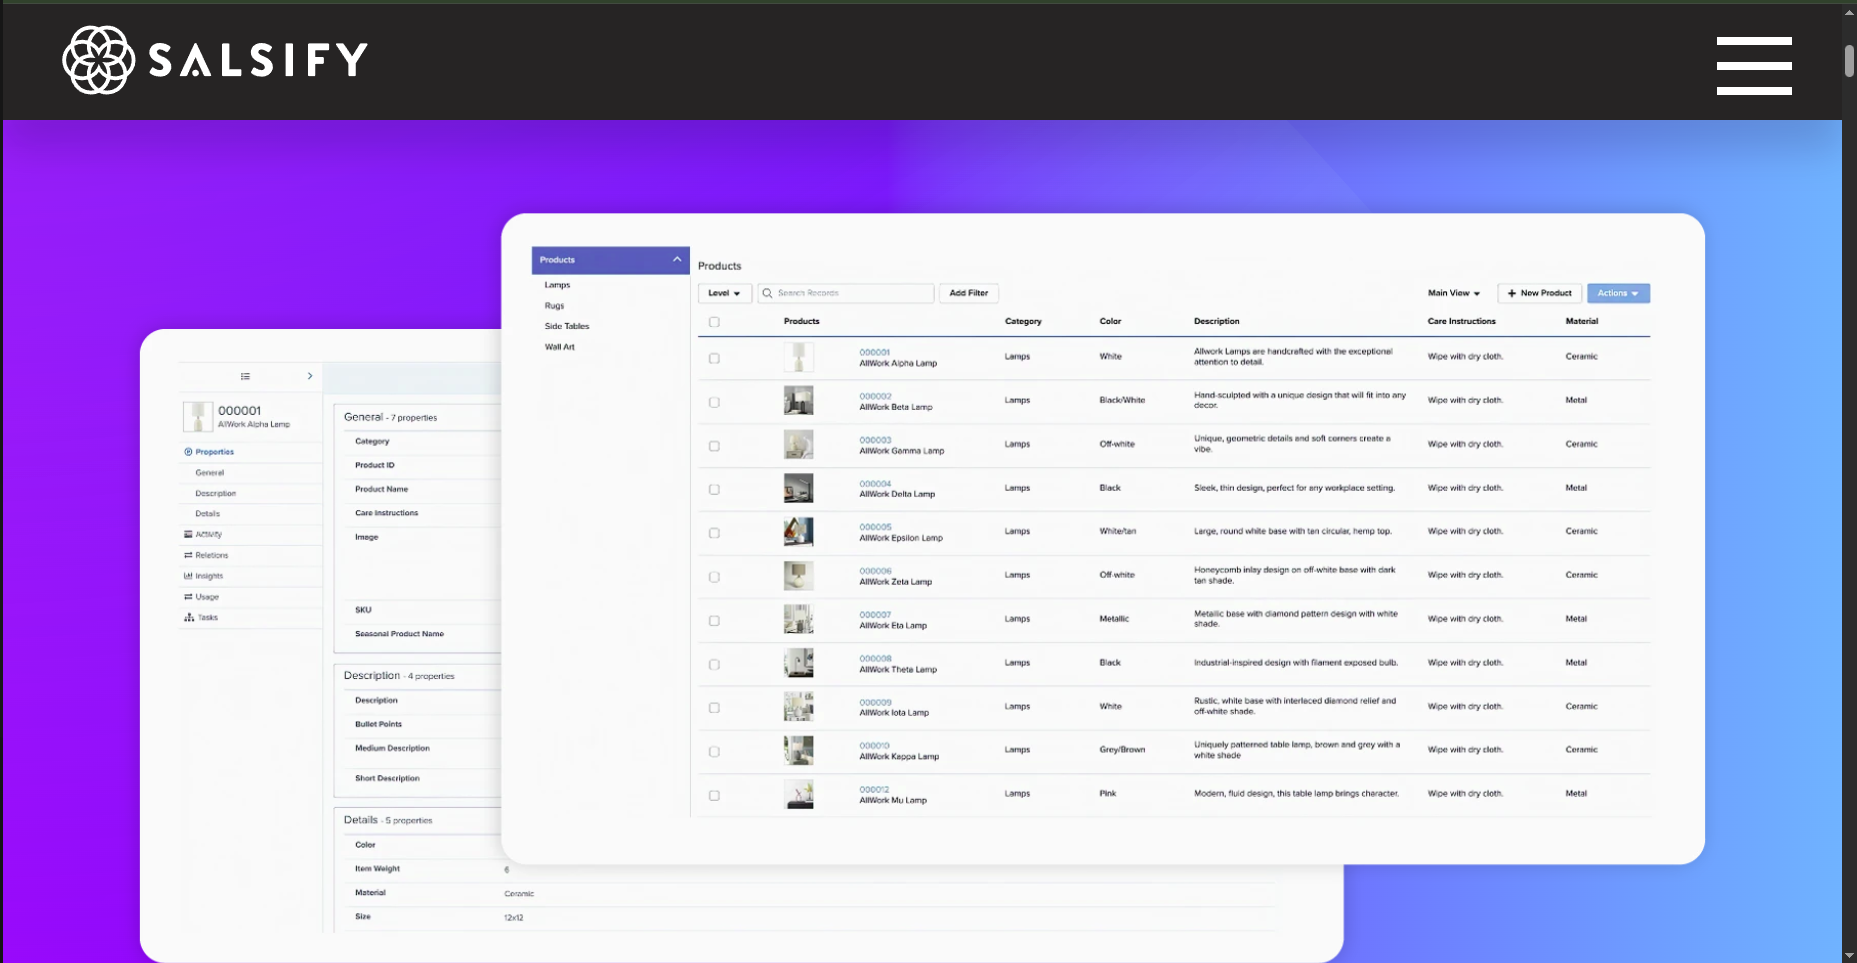 SALSIFY
Products
Lamps
Rugs
Side Tables
Wall Art
Products
Level
Search Records
Add Filter
Main View
New Product
Actions
Products Category Color Description Care Instructions Material
000001
AllWork Alpha Lamp
Lamps
White
Allwork Lamps are handcrafted with the exceptional
attention to detail.
Wipe with dry cloth.
Ceramic
000002
AllWork Beta Lamp
Lamps
Black/White
Hand-sculpted with a unique design that will fit into any
decor.
Wipe with dry cloth.
Metal
000003
AllWork Gamma Lamp
Lamps
Off-white
Unique, geometric details and soft corners create a
vibe.
Wipe with dry cloth.
Ceramic
000004
AllWork Delta Lamp
Lamps
Black
Sleek, thin design, perfect for any workplace setting.
Wipe with dry cloth.
Metal
000005
AllWork Epsilon Lamp
Lamps
White/tan
Large, round white base with tan circular, hemp top.
Wipe with dry cloth.
Ceramic
000006
AllWork Zeta Lamp
Lamps
Off-white
Honeycomb inlay design on off-white base with dark
tan shade.
Wipe with dry cloth.
Ceramic
000007
AllWork Eta Lamp
Lamps
Metallic
Metallic base with diamond pattern design with white
shade.
Wipe with dry cloth.
Metal
000008
AllWork Theta Lamp
Lamps
Black
Industrial-inspired design with filament exposed bulb.
Wipe with dry cloth.
Metal
000009
AllWork Iota Lamp
Lamps
White
Rustic, white base with interlaced diamond relief and
off-white shade.
Wipe with dry cloth.
Ceramic
000010
AllWork Kappa Lamp
Lamps
Grey/Brown
Uniquely patterned table lamp, brown and grey with a
white shade
Wipe with dry cloth.
Ceramic
000012
AllWork Mu Lamp
Lamps
Pink
Modern, fluid design, this table lamp brings character.
Wipe with dry cloth.
Metal
000001
AllWork Alpha Lamp
Properties
General
Description
Details
Activity
Relations
Insights
Usage
Tasks
General - 7 properties
Category
Product ID
Product Name
Care Instructions
Image
SKU
Seasonal Product Name
Description - 4 properties
Description
Bullet Points
Medium Description
Short Description
Details - 5 properties
Color
Item Weight 6
Material Ceramic
Size 12x12